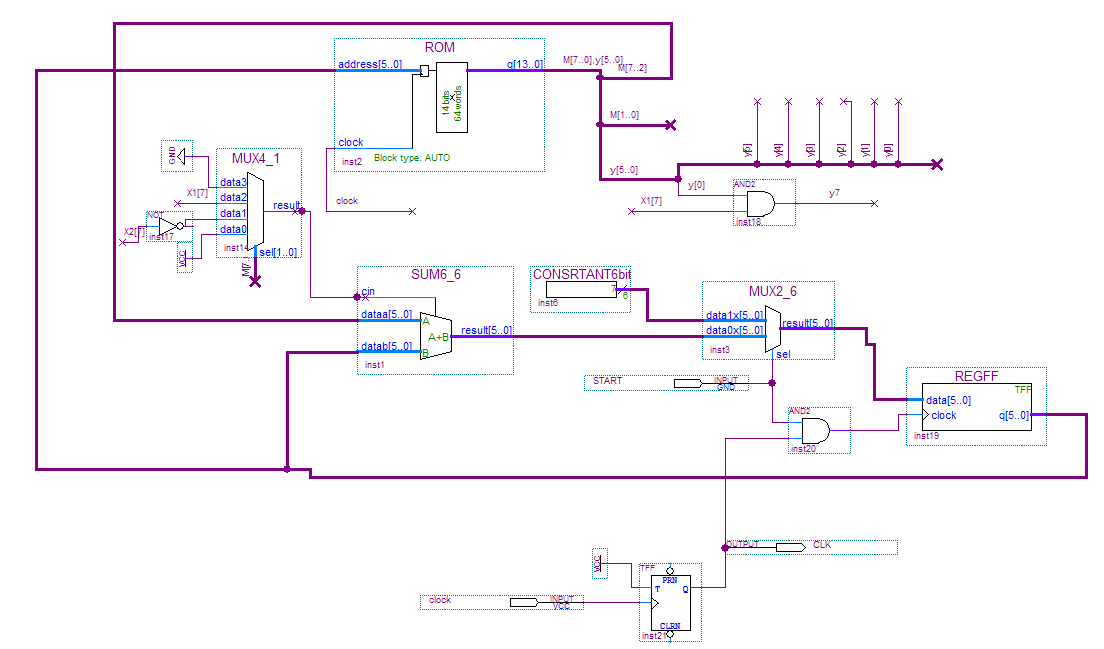 ROM
address[5..0]
q[13..0]
14 bits
64 words
clock
inst2
Block type: AUTO
clock
M[7..0],y[5..0]
M[7..2]
M[1..0]
y[5..0]
y[5]
y[4]
y[3]
y[2]
y[1]
y[0]
y[0]
AND2
X1[7]
inst18
y7
GND
MUX4_1
data3
X1[7]
data2
result
NOT
data1
X2[7]
inst17
data0
VCC
inst14
sel[1..0]
SUM6_6
cin
dataa[5..0]
A
A+B
result[5..0]
datab[5..0]
B
inst1
CONSRTANT6bit
7
6
inst6
MUX2_6
data1x[5..0]
result[5..0]
data0x[5..0]
inst3
sel
START
INPUT
GND
AND2
inst20
REGFF
TFF
data[5..0]
clock
q[5..0]
inst19
OUTPUT
CLK
VCC
TFF
PRN
T
Q
CLRN
inst21
clock
INPUT
VCC